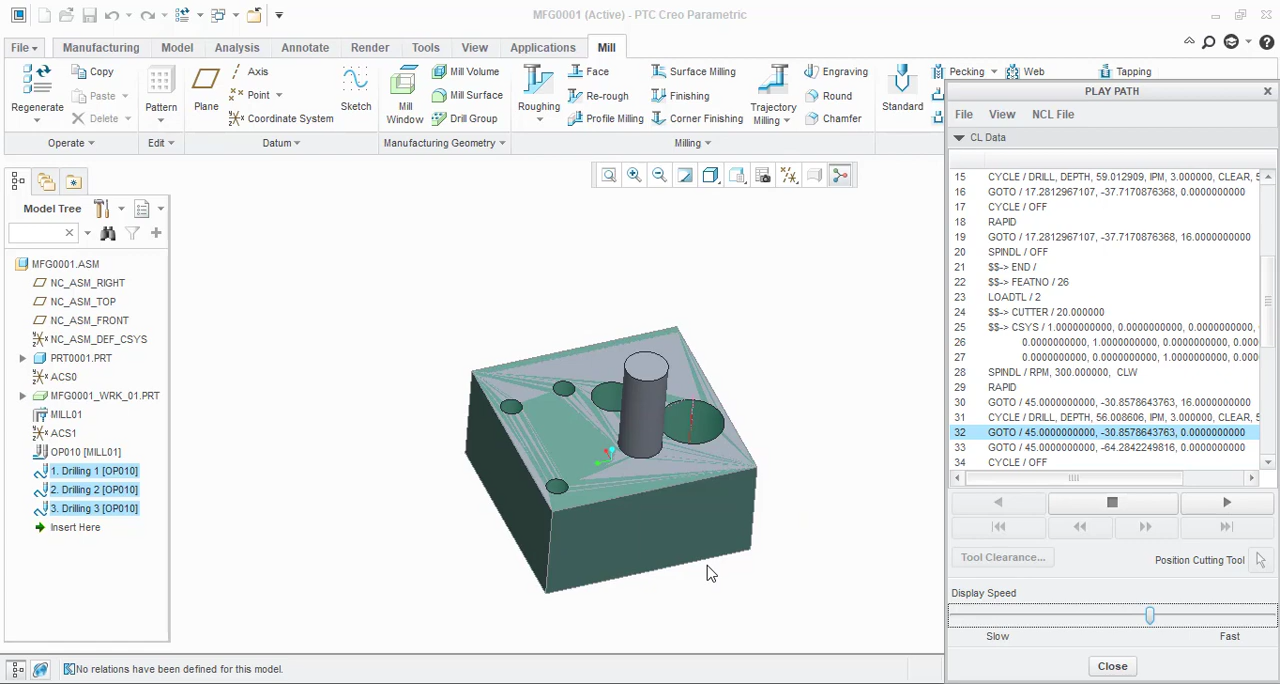 MFG0001 (Active) - PTC Creo Parametric
File Manufacturing Model Analysis Annotate Render Tools View Applications Mill
Regenerate
Copy
Paste
Delete
Operate
Pattern
Edit
Plane
Axis
Point
Coordinate System
Sketch
Datum
Mill Window
Mill Volume
Mill Surface
Drill Group
Manufacturing Geometry
Roughing
Face
Re-rough
Profile Milling
Surface Milling
Finishing
Corner Finishing
Trajectory Milling
Engraving
Round
Chamfer
Milling
Standard
Pecking
Web
Tapping
Model Tree
MFG0001.ASM
NC_ASM_RIGHT
NC_ASM_TOP
NC_ASM_FRONT
NC_ASM_DEF_CSYS
PRT0001.PRT
ACS0
MFG0001_WRK_01.PRT
MILL01
ACS1
OP010 [MILL01]
1. Drilling 1 [OP010]
2. Drilling 2 [OP010]
3. Drilling 3 [OP010]
Insert Here
PLAY PATH
File View NCL File
CL Data
15 CYCLE / DRILL, DEPTH, 59.012909, IPM, 3.000000, CLEAR, 5
16 GOTO / 17.2812967107, -37.7170876368, 0.0000000000
17 CYCLE / OFF
18 RAPID
19 GOTO / 17.2812967107, -37.7170876368, 16.0000000000
20 SPINDL / OFF
21 $$-> END /
22 $$-> FEATNO / 26
23 LOADTL / 2
24 $$-> CUTTER / 20.000000
25 $$-> CSYS / 1.0000000000, 0.0000000000, 0.0000000000,
26 0.0000000000, 1.0000000000, 0.0000000000, 0.000
27 0.0000000000, 0.0000000000, 1.0000000000, 0.000
28 SPINDL / RPM, 300.000000, CLW
29 RAPID
30 GOTO / 45.0000000000, -30.8578643763, 16.0000000000
31 CYCLE / DRILL, DEPTH, 56.008606, IPM, 3.000000, CLEAR, 5
32 GOTO / 45.0000000000, -30.8578643763, 0.0000000000
33 GOTO / 45.0000000000, -64.2842249816, 0.0000000000
34 CYCLE / OFF
Tool Clearance...
Position Cutting Tool
Display Speed
Slow Fast
Close
No relations have been defined for this model.